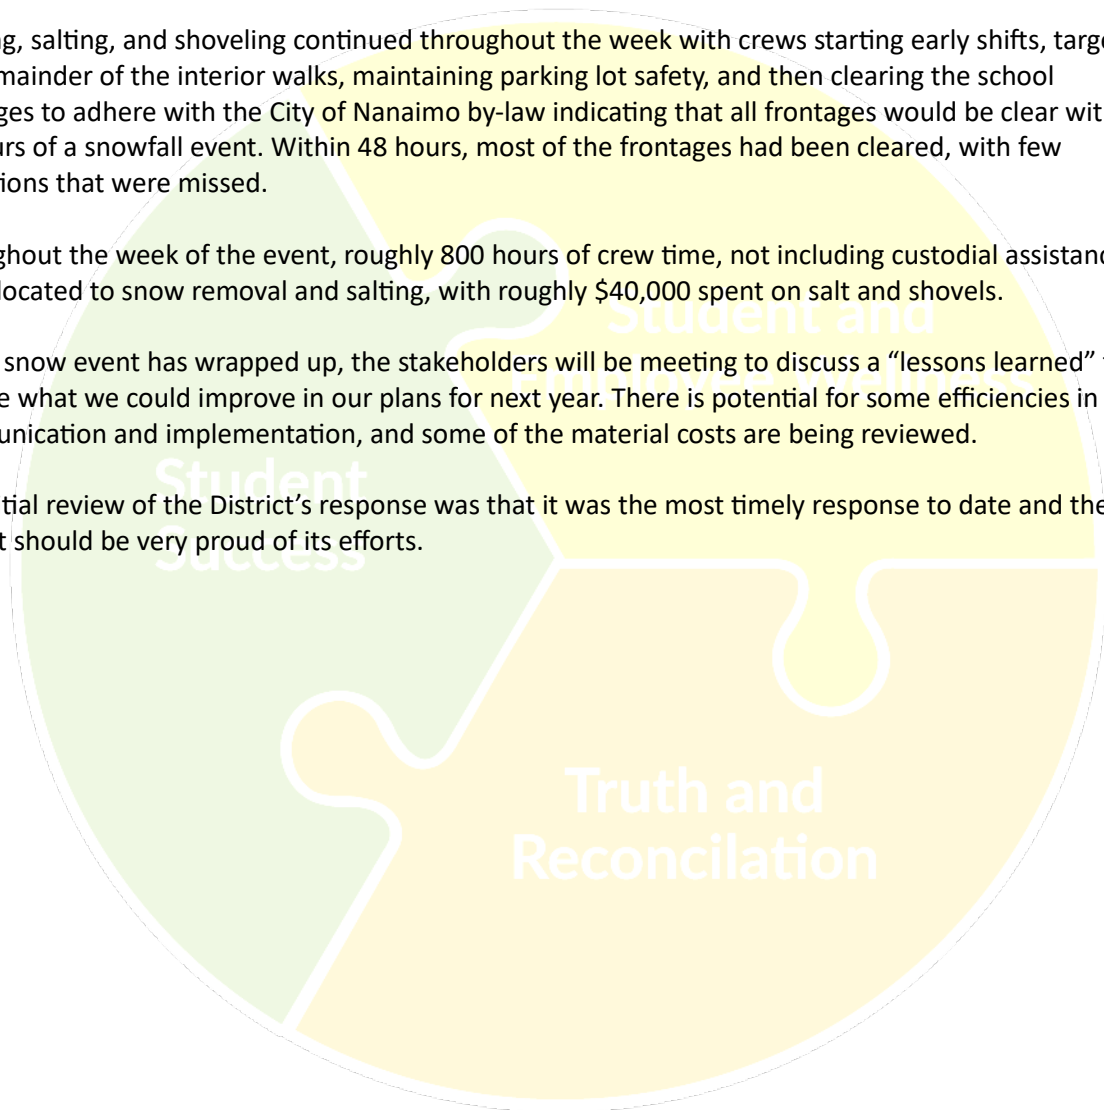 ng, salting, and shoveling continued throughout the week with crews starting early shifts, targe
mainder of the interior walks, maintaining parking lot safety, and then clearing the school
ges to adhere with the City of Nanaimo by-law indicating that all frontages would be clear wit
urs of a snowfall event. Within 48 hours, most of the frontages had been cleared, with few
tions that were missed.
ghout the week of the event, roughly 800 hours of crew time, not including custodial assistanc
located to snow removal and salting, with roughly $40,000 spent on salt and shovels.
snow event has wrapped up, the stakeholders will be meeting to discuss a “lessons learned”
e what we could improve in our plans for next year. There is potential for some efficiencies in
unication and implementation, and some of the material costs are being reviewed.
tial review of the District’s response was that it was the most timely response to date and the
t should be very proud of its efforts.
Student and
Employee Wellness
Student
Success
Truth and
Reconcilation